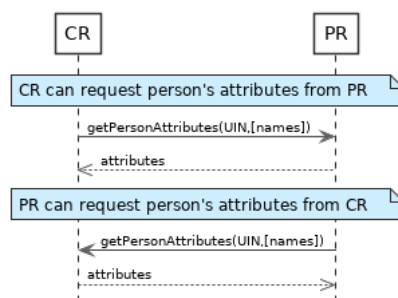 CR PR
CR can request person's attributes from PR
getPersonAttributes(UIN,[names])
attributes
PR can request person's attributes from CR
getPersonAttributes(UIN,[names])
attributes